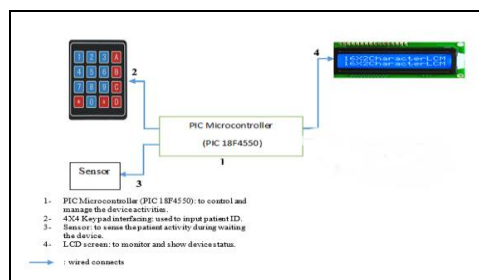 1 2 3 A
4 5 6 B
7 8 9 C
* 0 # D
2
4
16X2CharacterLCM
16X2CharacterLCM
PIC Microcontroller
(PIC 18F4550)
1
Sensor
3
1- PIC Microcontroller (PIC 18F4550): to control and
manage the device activities.
2- 4X4 Keypad interfacing: used to input patient ID.
3- Sensor: to sense the patient activity during waiting
the device.
4- LCD screen: to monitor and show device status.
: wired connects